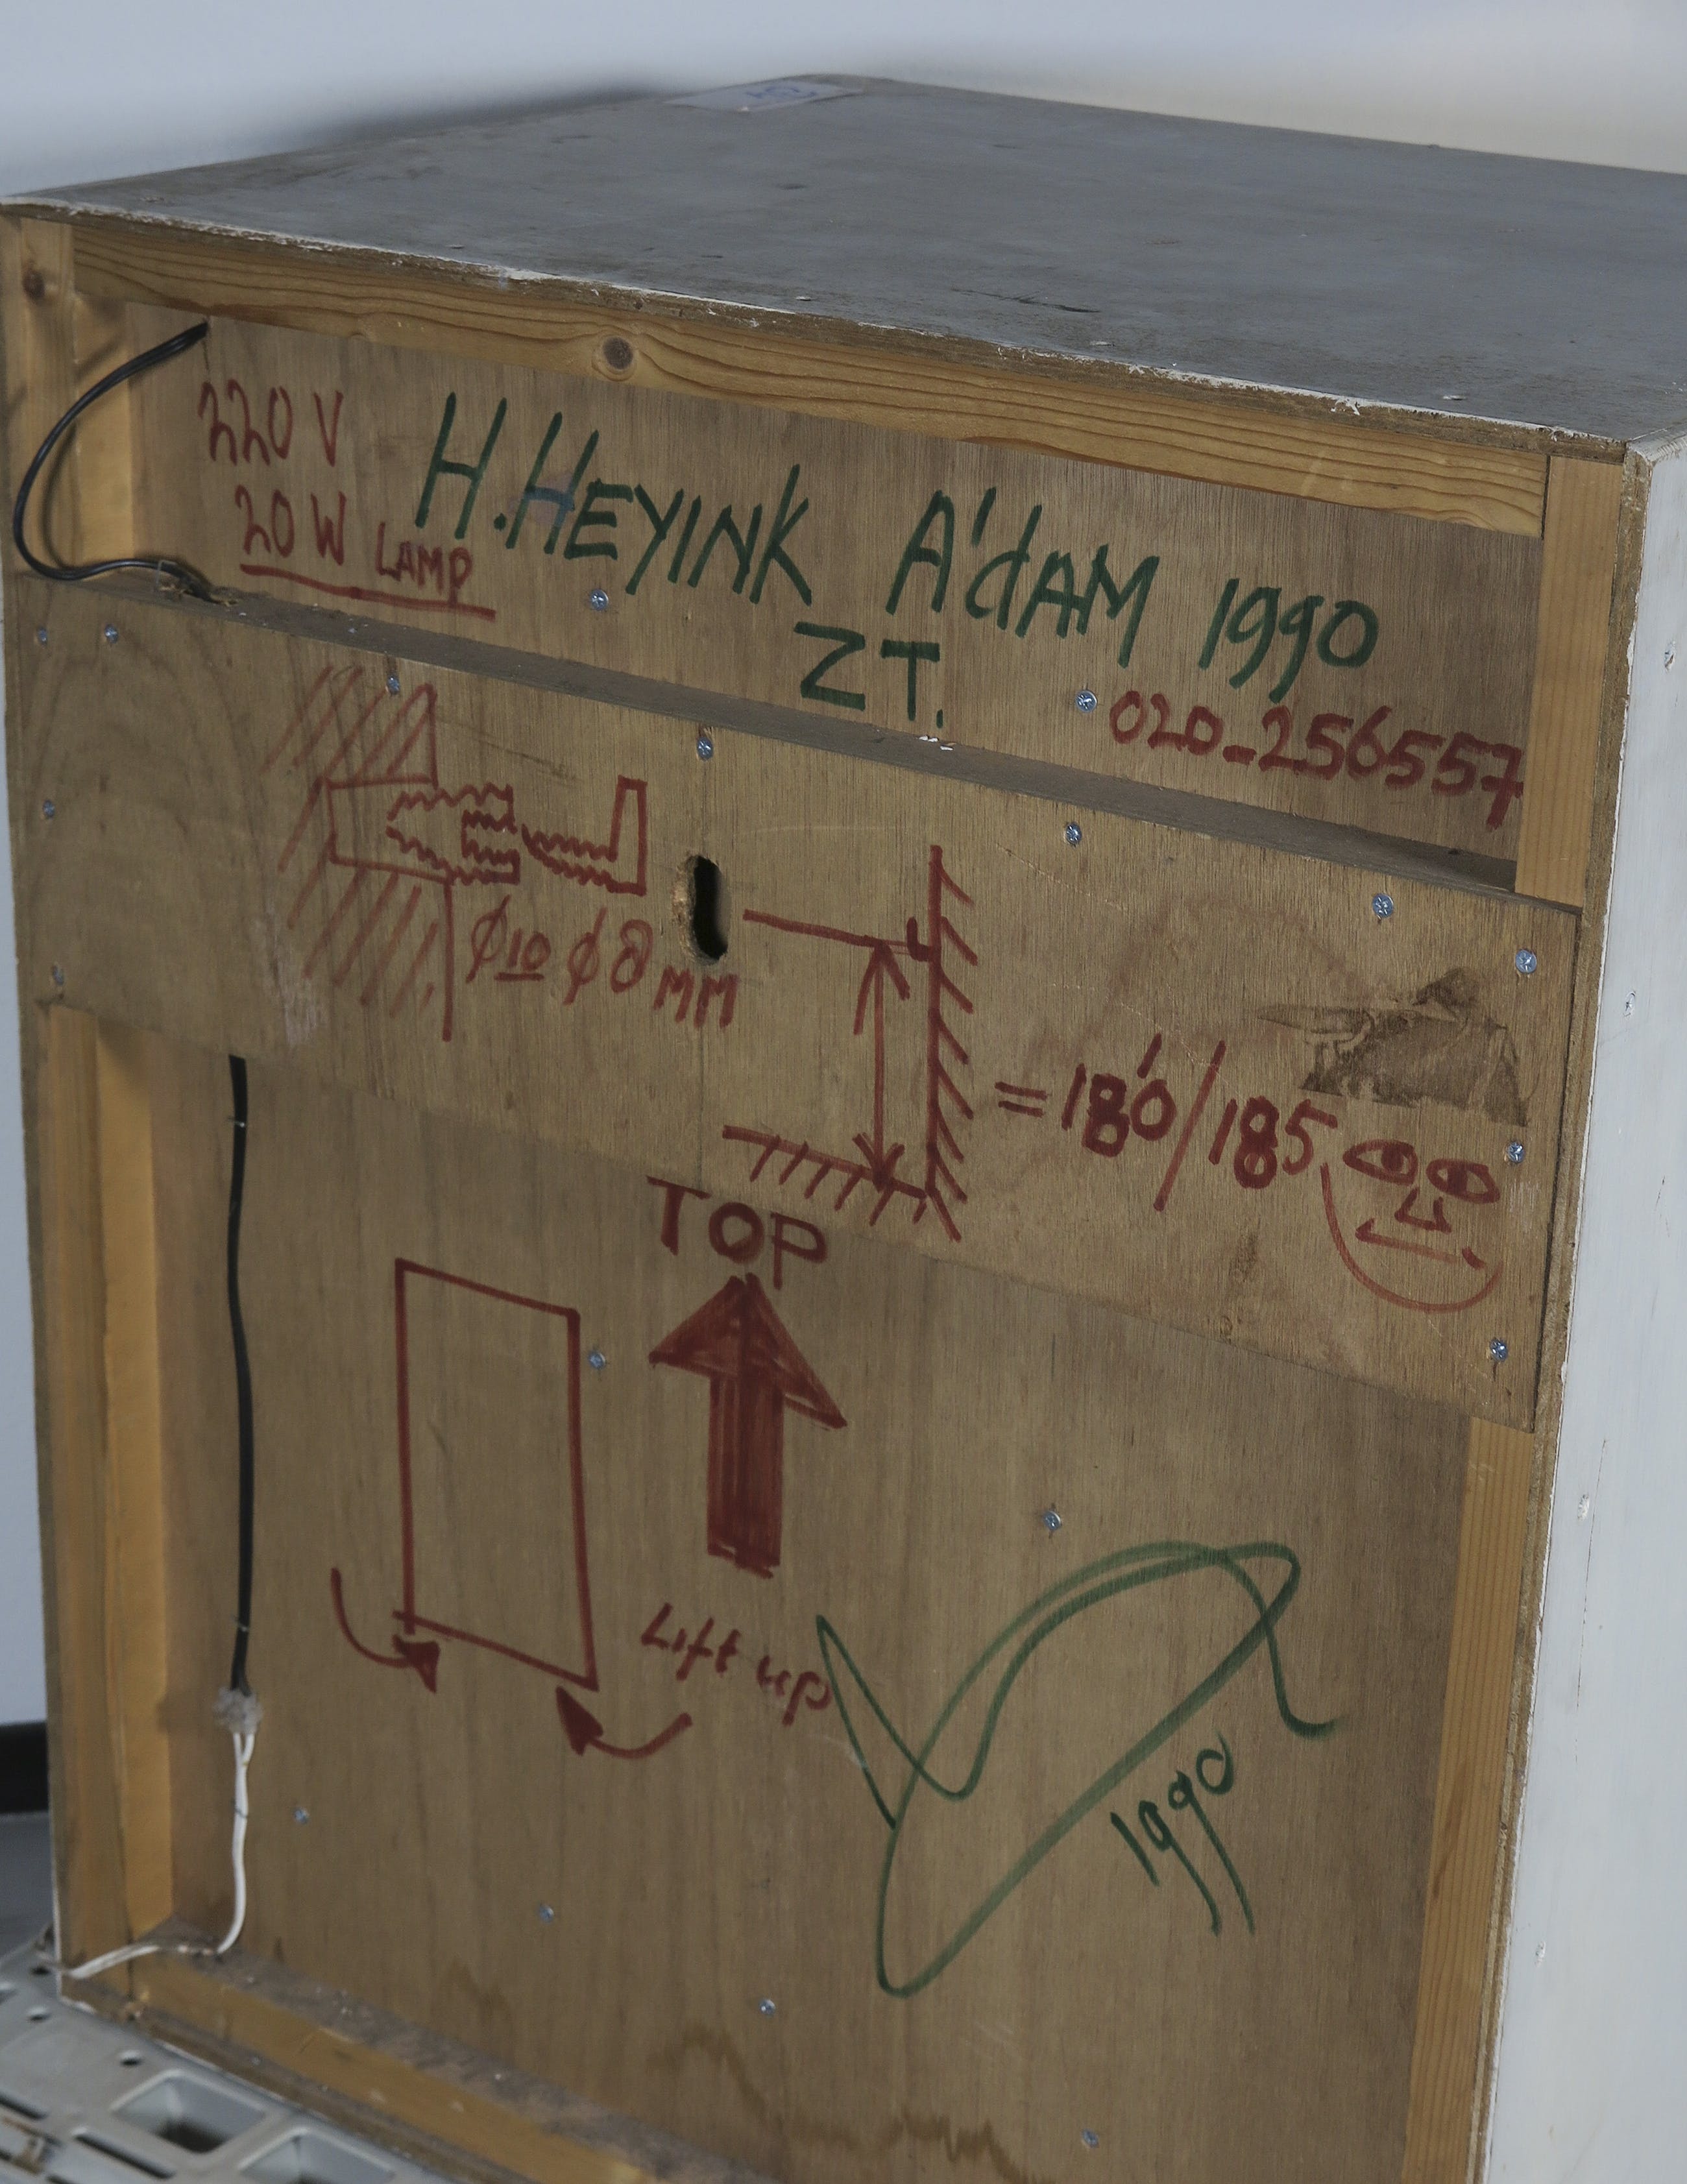 220 V
20 W LAMP
H. HEYINK A'dAM 1990
ZT.
020-256557
ø10 ø8 MM
= 180/185
TOP
Lift up
1990